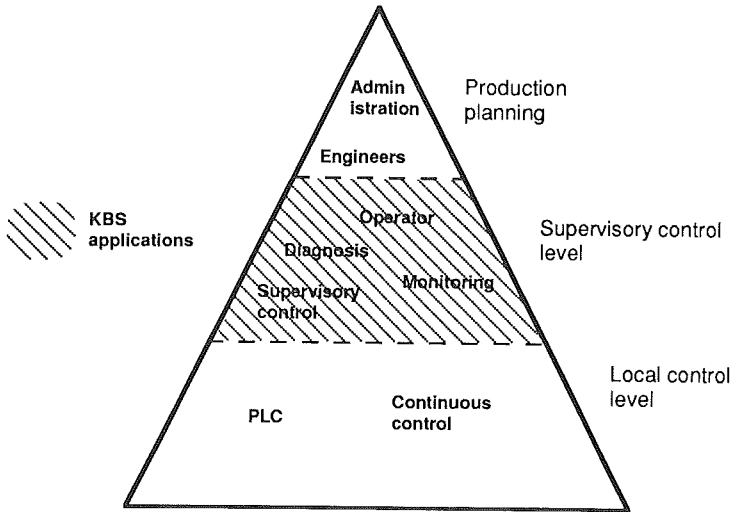 Admin
istration
Production
planning
Engineers
KBS
applications
Operator
Diagnosis
Supervisory control
level
Monitoring
Supervisory
control
Local control
level
PLC
Continuous
control